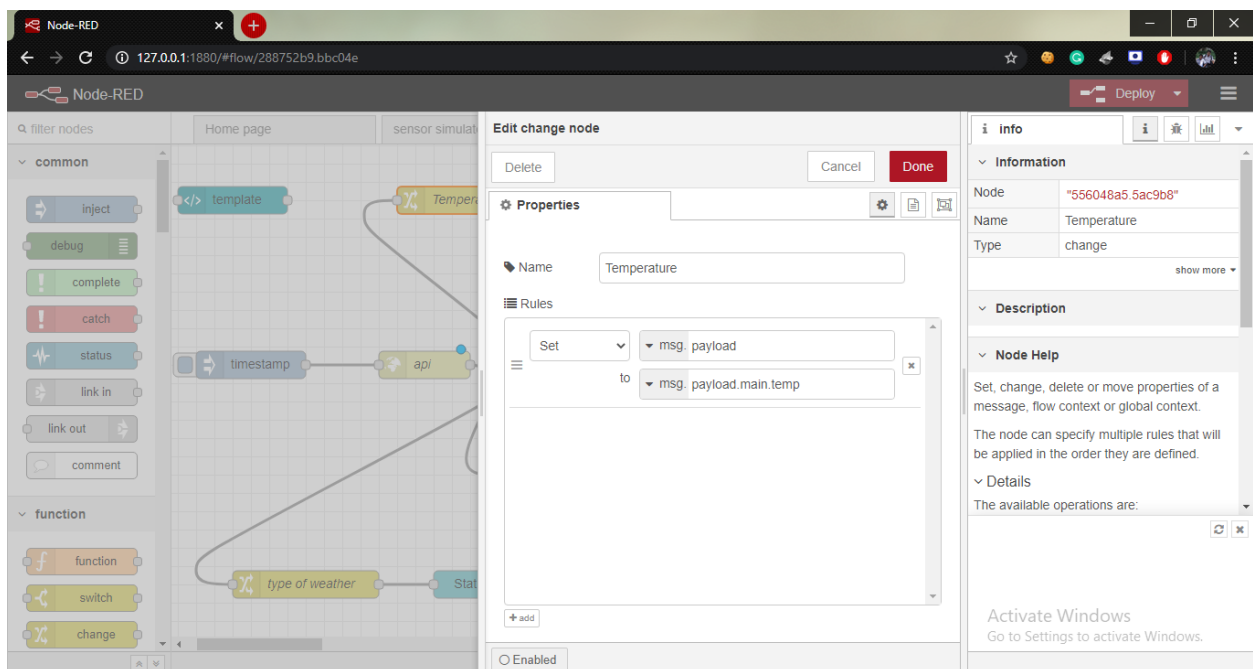 Node-RED
127.0.0.1:1880/#flow/288752b9.bbc04e
Node-RED
Deploy
filter nodes
Home page
sensor simulat
Edit change node
info
common
Delete
Cancel
Done
Information
inject
template
Tempera
Properties
Node
"556048a5.5ac9b8"
Name
Temperature
debug
Type
change
complete
Name
Temperature
show more
catch
Rules
Description
status
timestamp
api
Set
msg. payload
Node Help
link in
to
msg. payload.main.temp
Set, change, delete or move properties of a
message, flow context or global context.
link out
The node can specify multiple rules that will
be applied in the order they are defined.
comment
Details
The available operations are:
function
function
type of weather
Stat
switch
add
change
Activate Windows
Go to Settings to activate Windows.
Enabled